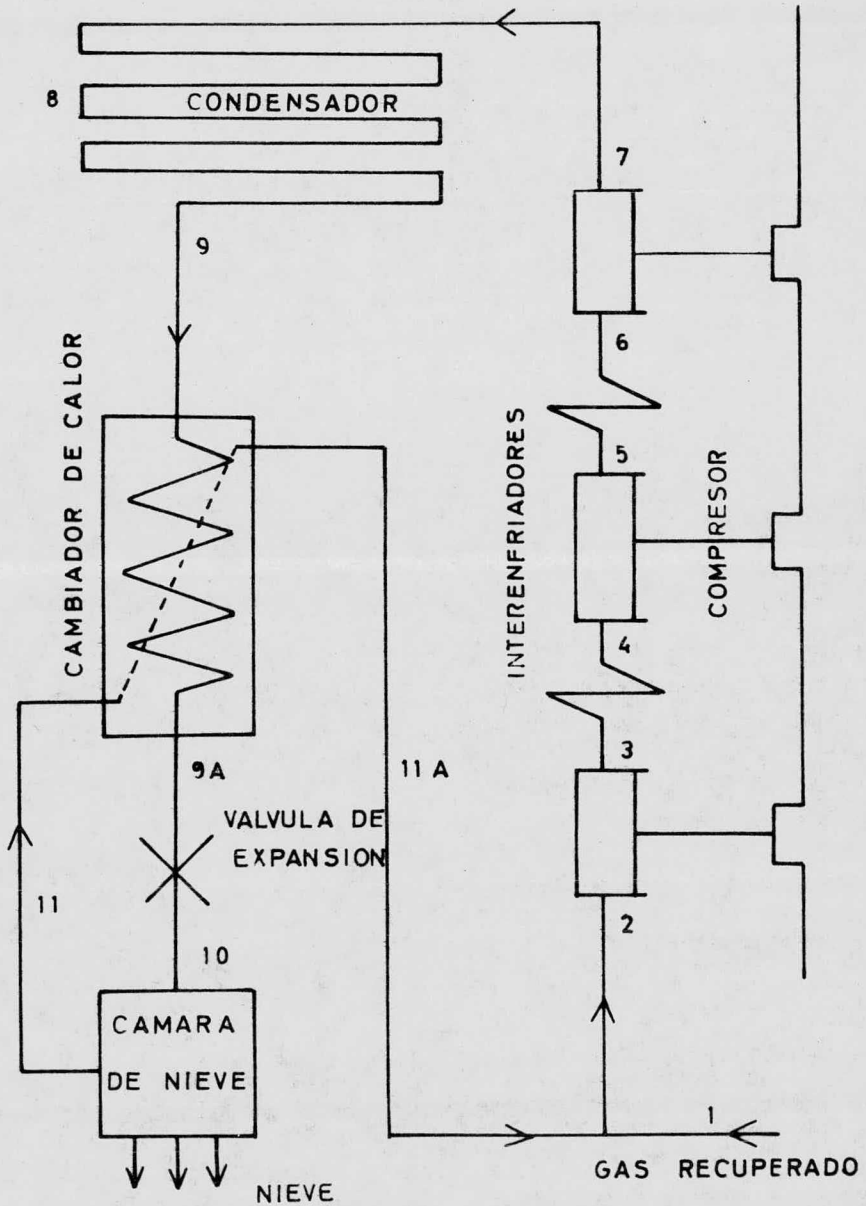 8
CONDENSADOR
7
9
6
CAMBIADOR DE CALOR
INTERENFRIADORES
5
COMPRESOR
4
3
9A
11 A
VALVULA DE
EXPANSION
11
2
10
CAMARA
DE NIEVE
1
GAS RECUPERADO
NIEVE